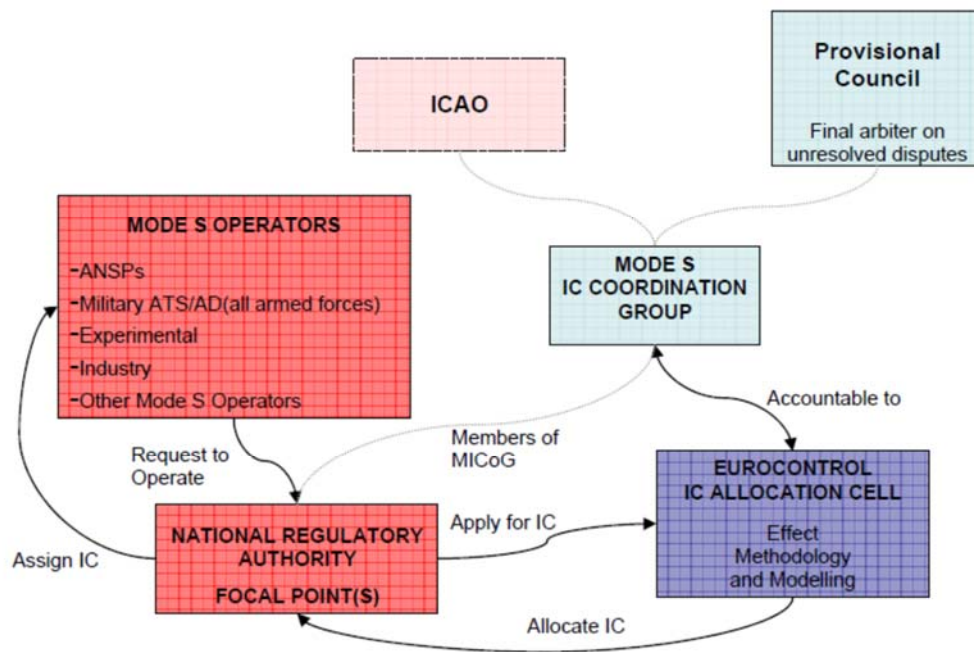 ICAO
Provisional
Council
Final arbiter on
unresolved disputes
MODE S OPERATORS
-ANSPs
-Military ATS/AD(all armed forces)
-Experimental
-Industry
-Other Mode S Operators
MODE S
IC COORDINATION
GROUP
Request to
Operate
Members of
MICoG
Accountable to
Assign IC
NATIONAL REGULATORY
AUTHORITY
FOCAL POINT(S)
Apply for IC
EUROCONTROL
IC ALLOCATION CELL
Effect
Methodology
and Modelling
Allocate IC